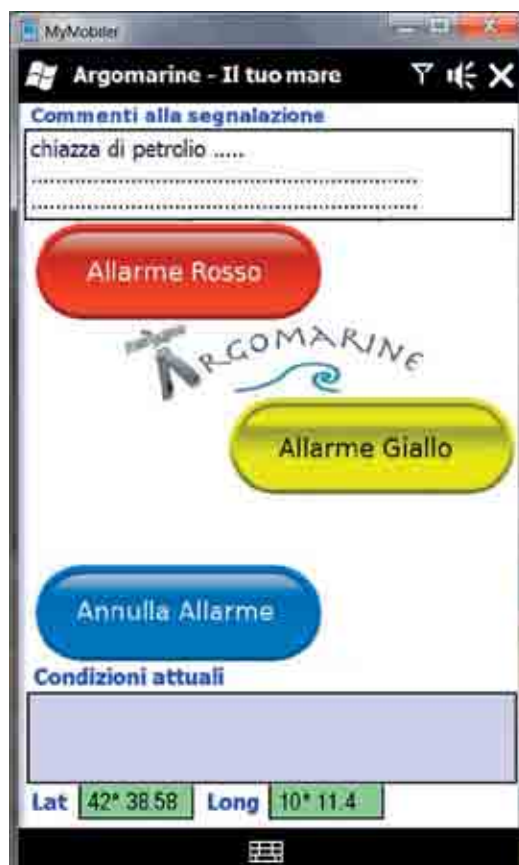 MyMobiler
Argomarine - Il tuo mare
Commenti alla segnalazione
chiazza di petrolio .....
................................................................
................................................................
Allarme Rosso
ARGOMARINE
Allarme Giallo
Annulla Allarme
Condizioni attuali
Lat 42° 38.58 Long 10° 11.4